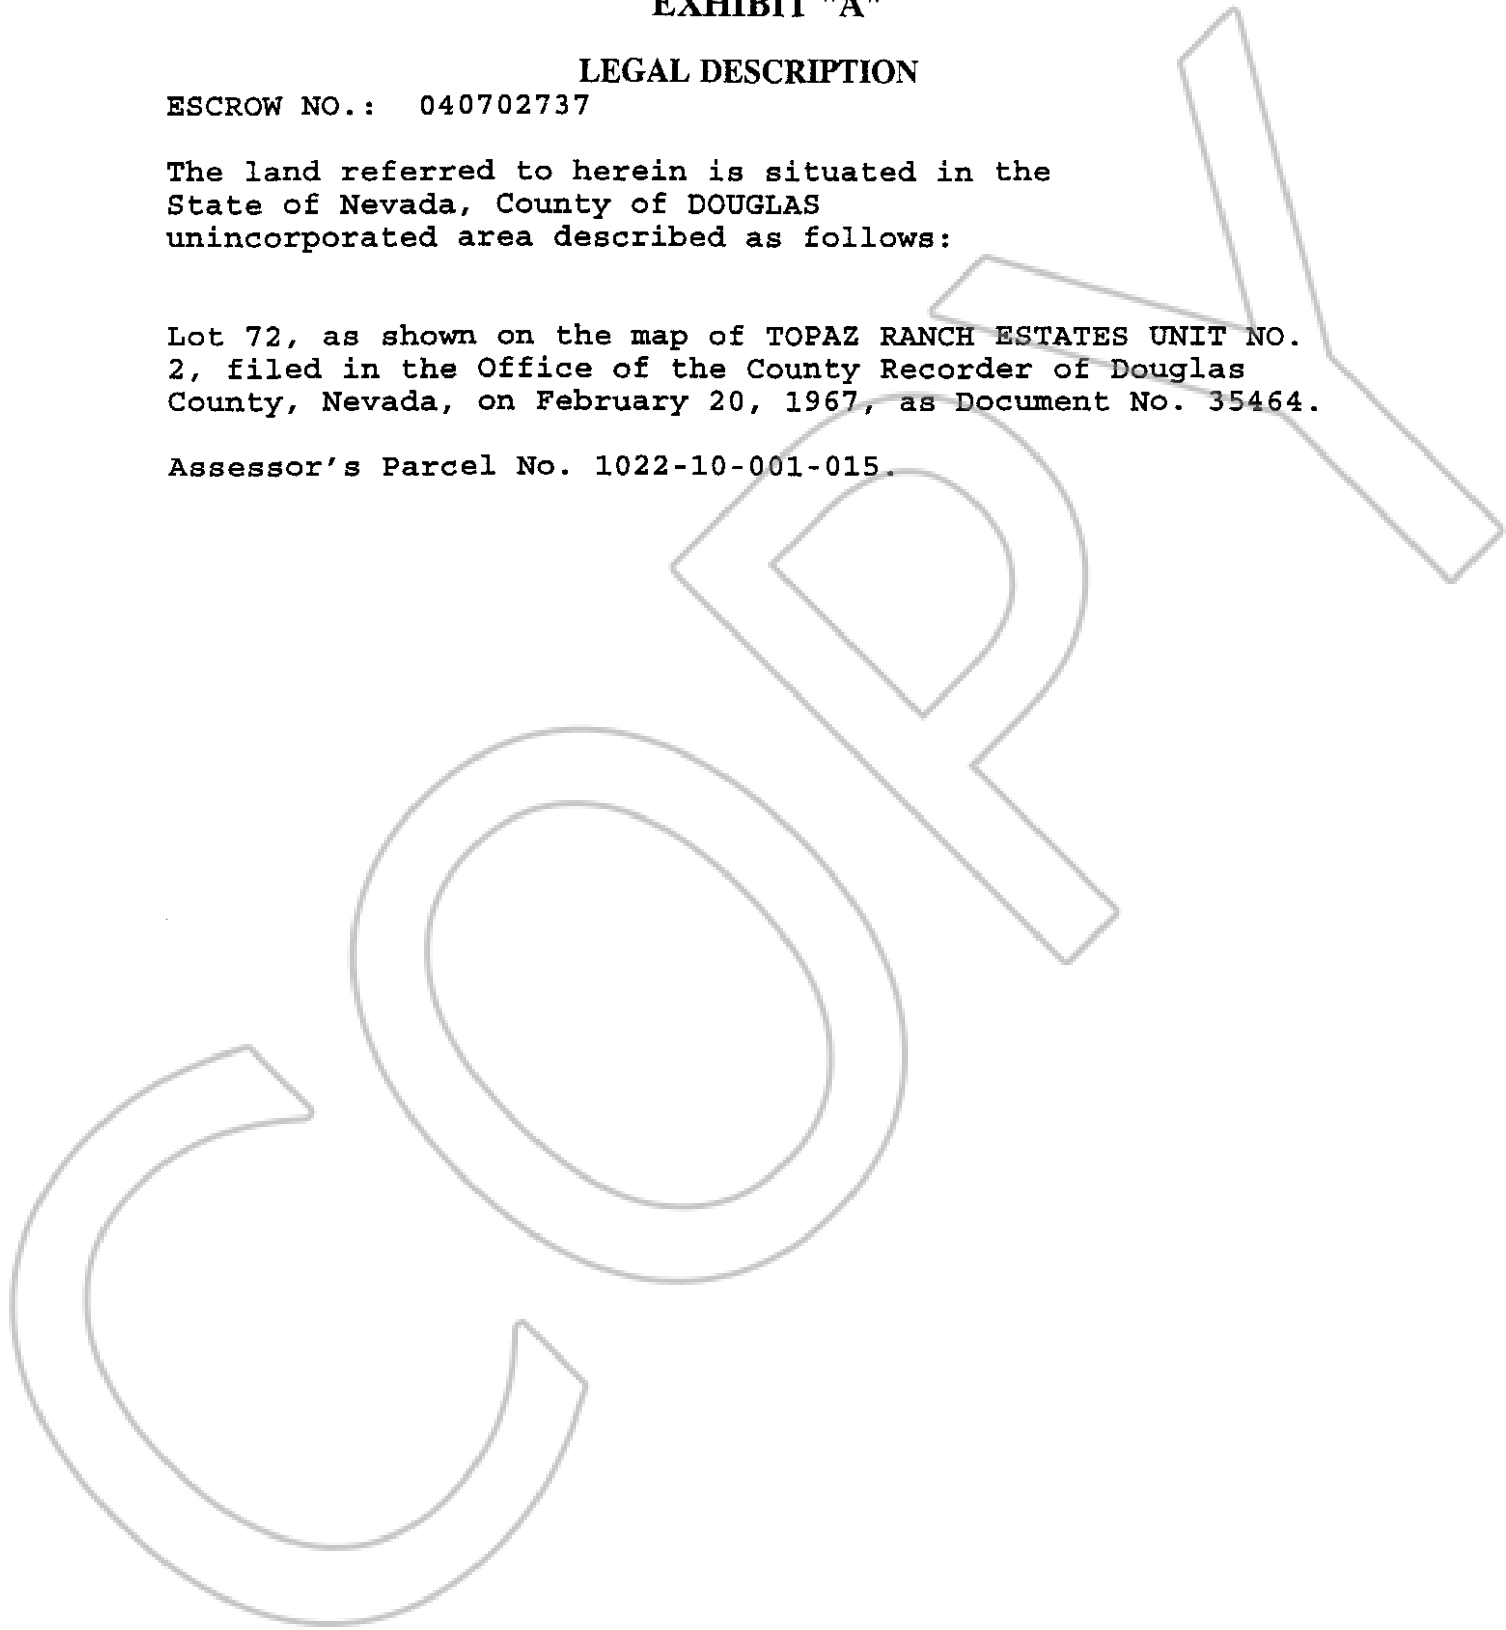 EXHIBIT "A"
LEGAL DESCRIPTION
ESCROW NO.: 040702737
The land referred to herein is situated in the
State of Nevada, County of DOUGLAS
unincorporated area described as follows:
Lot 72, as shown on the map of TOPAZ RANCH ESTATES UNIT NO.
2, filed in the Office of the County Recorder of Douglas
County, Nevada, on February 20, 1967, as Document No. 35464.
Assessor's Parcel No. 1022-10-001-015.
COPY